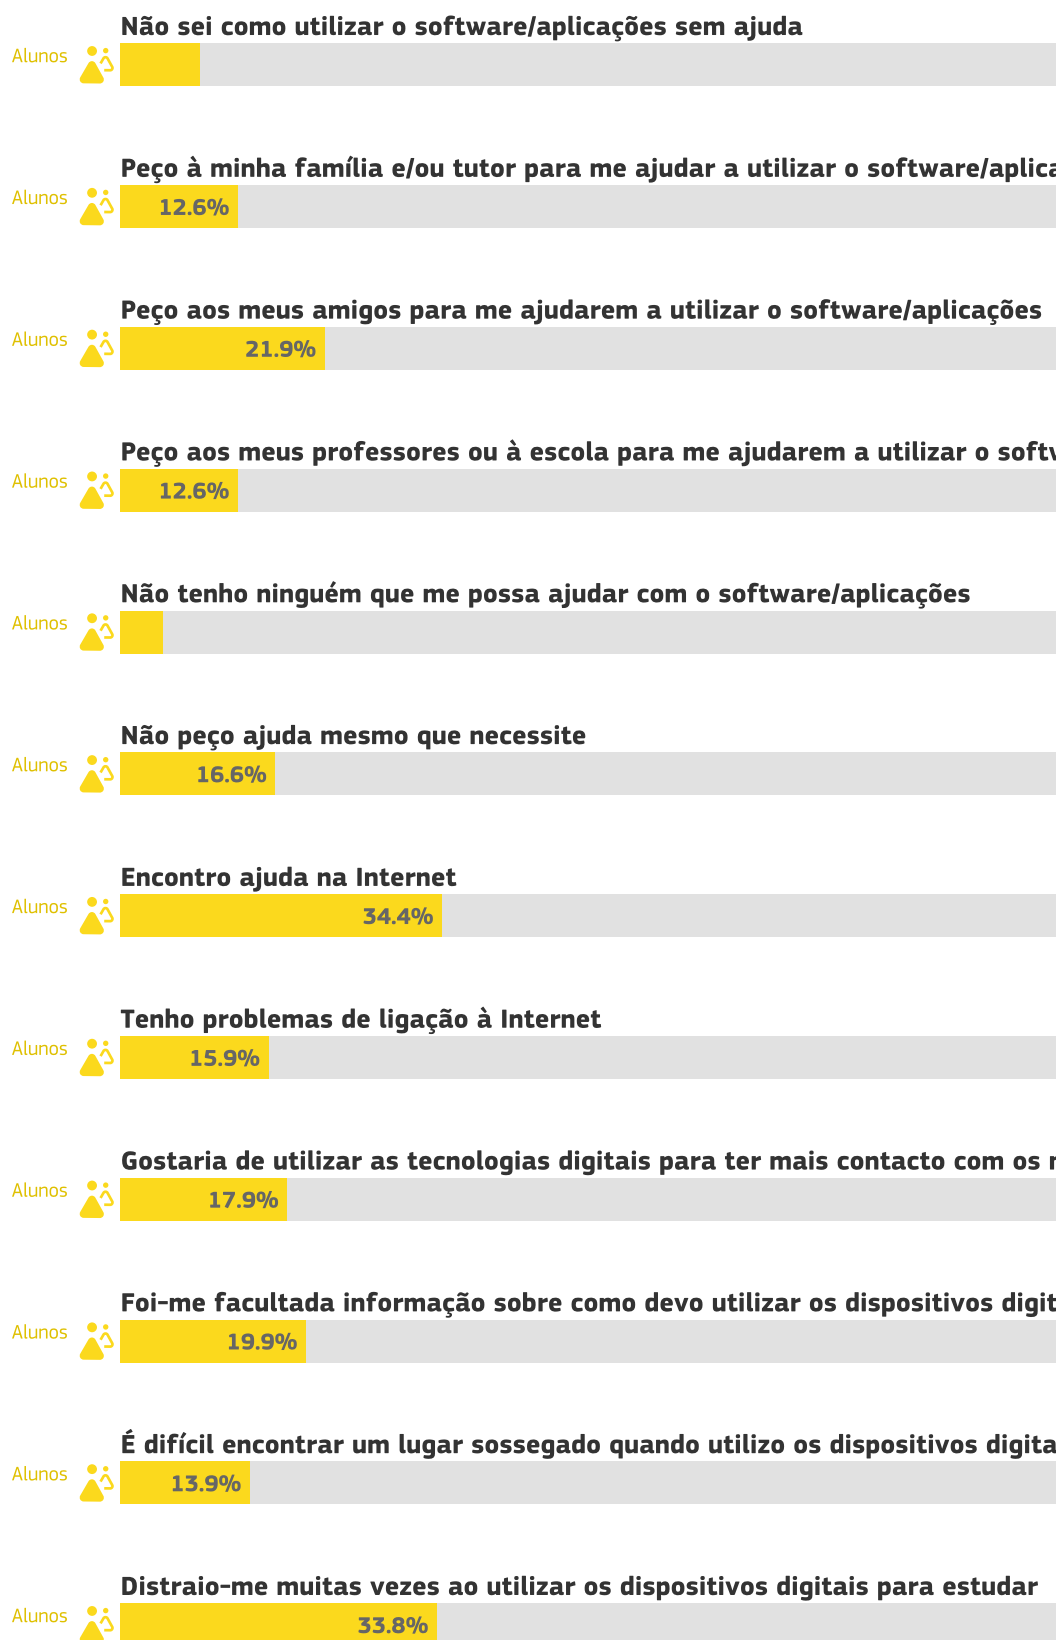 Não sei como utilizar o software/aplicações sem ajuda
Alunos
Peço à minha família e/ou tutor para me ajudar a utilizar o software/aplica
Alunos
12.6%
Peço aos meus amigos para me ajudarem a utilizar o software/aplicações
Alunos
21.9%
Peço aos meus professores ou à escola para me ajudarem a utilizar o softw
Alunos
12.6%
Não tenho ninguém que me possa ajudar com o software/aplicações
Alunos
Não peço ajuda mesmo que necessite
Alunos
16.6%
Encontro ajuda na Internet
Alunos
34.4%
Tenho problemas de ligação à Internet
Alunos
15.9%
Gostaria de utilizar as tecnologias digitais para ter mais contacto com os
Alunos
17.9%
Foi-me facultada informação sobre como devo utilizar os dispositivos digit
Alunos
19.9%
É difícil encontrar um lugar sossegado quando utilizo os dispositivos digita
Alunos
13.9%
Distraio-me muitas vezes ao utilizar os dispositivos digitais para estudar
Alunos
33.8%